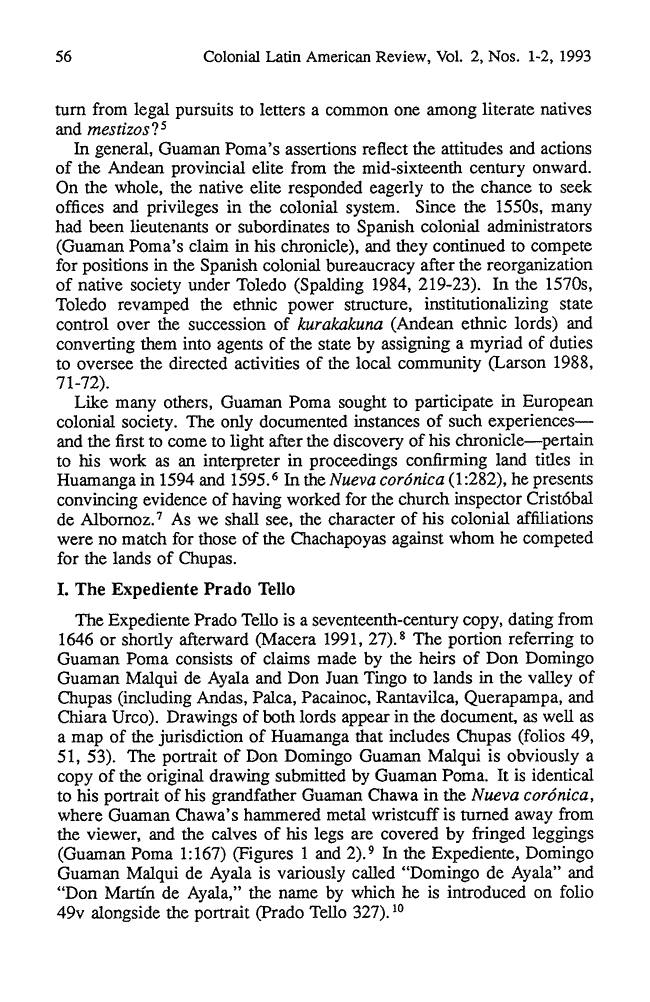 56 Colonial Latin American Review, Vol. 2, Nos. 1-2, 1993
turn from legal pursuits to letters a common one among literate natives
and mestizos?5
In general, Guaman Poma's assertions reflect the attitudes and actions
of the Andean provincial elite from the mid-sixteenth century onward.
On the whole, the native elite responded eagerly to the chance to seek
offices and privileges in the colonial system. Since the 1550s, many
had been lieutenants or subordinates to Spanish colonial administrators
(Guaman Poma's claim in his chronicle), and they continued to compete
for positions in the Spanish colonial bureaucracy after the reorganization
of native society under Toledo (Spalding 1984, 219-23). In the 1570s,
Toledo revamped the ethnic power structure, institutionalizing state
control over the succession of kurakakuna (Andean ethnic lords) and
converting them into agents of the state by assigning a myriad of duties
to oversee the directed activities of the local community (Larson 1988,
71-72).
Like many others, Guaman Poma sought to participate in European
colonial society. The only documented instances of such experiences—
and the first to come to light after the discovery of his chronicle—pertain
to his work as an interpreter in proceedings confirming land titles in
Huamanga in 1594 and 1595.6 In the Nueva corónica (1:282), he presents
convincing evidence of having worked for the church inspector Cristóbal
de Albornoz.7 As we shall see, the character of his colonial affiliations
were no match for those of the Chachapoyas against whom he competed
for the lands of Chupas.
I. The Expediente Prado Tello
The Expediente Prado Tello is a seventeenth-century copy, dating from
1646 or shortly afterward (Macera 1991, 27).8 The portion referring to
Guaman Poma consists of claims made by the heirs of Don Domingo
Guaman Malqui de Ayala and Don Juan Tingo to lands in the valley of
Chupas (including Andas, Palca, Pacainoc, Rantavilca, Querapampa, and
Chiara Urco). Drawings of both lords appear in the document, as well as
a map of the jurisdiction of Huamanga that includes Chupas (folios 49,
51, 53). The portrait of Don Domingo Guaman Malqui is obviously a
copy of the original drawing submitted by Guaman Poma. It is identical
to his portrait of his grandfather Guaman Chawa in the Nueva corónica,
where Guaman Chawa's hammered metal wristcuff is turned away from
the viewer, and the calves of his legs are covered by fringed leggings
(Guaman Poma 1:167) (Figures 1 and 2).9 In the Expediente, Domingo
Guaman Malqui de Ayala is variously called “Domingo de Ayala” and
“Don Martín de Ayala,” the name by which he is introduced on folio
49v alongside the portrait (Prado Tello 327).10